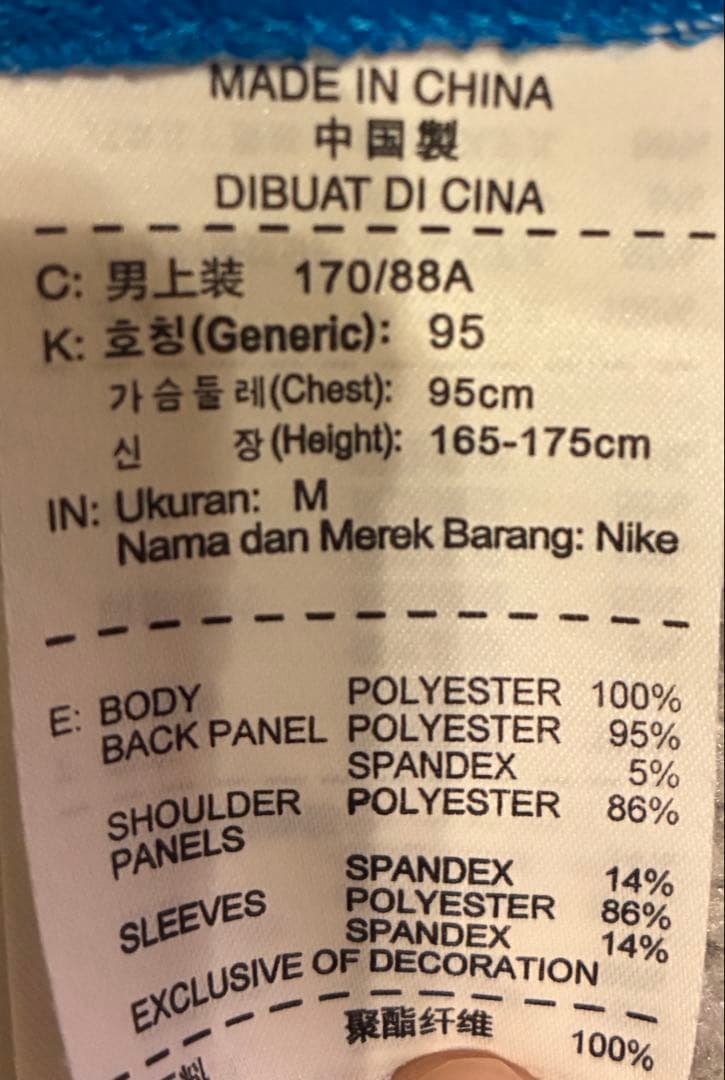 MADE IN CHINA
中国製
DIBUAT DI CINA
C: 男上装 170/88A
K: 호칭(Generic): 95
가슴둘레(Chest): 95cm
신 장(Height): 165-175cm
IN: Ukuran: M
Nama dan Merek Barang: Nike
E: BODY POLYESTER 100%
BACK PANEL POLYESTER 95%
SPANDEX 5%
SHOULDER POLYESTER 86%
PANELS
SPANDEX 14%
SLEEVES POLYESTER 86%
SPANDEX 14%
EXCLUSIVE OF DECORATION
聚酯纤维 100%